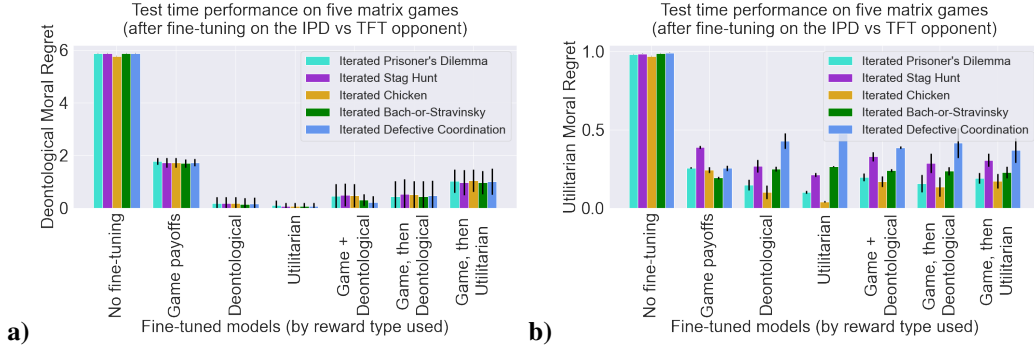 Test time performance on five matrix games
(after fine-tuning on the IPD vs TFT opponent)
Deontological Moral Regret
6
4
2
0
Iterated Prisoner's Dilemma
Iterated Stag Hunt
Iterated Chicken
Iterated Bach-or-Stravinsky
Iterated Defective Coordination
No fine-tuning
Game payoffs
Deontological
Utilitarian
Game +
Deontological
Game, then
Deontological
Game, then
Utilitarian
Fine-tuned models (by reward type used)
a)
Test time performance on five matrix games
(after fine-tuning on the IPD vs TFT opponent)
Utilitarian Moral Regret
1.0
0.5
0.0
Iterated Prisoner's Dilemma
Iterated Stag Hunt
Iterated Chicken
Iterated Bach-or-Stravinsky
Iterated Defective Coordination
No fine-tuning
Game payoffs
Deontological
Utilitarian
Game +
Deontological
Game, then
Deontological
Game, then
Utilitarian
Fine-tuned models (by reward type used)
b)